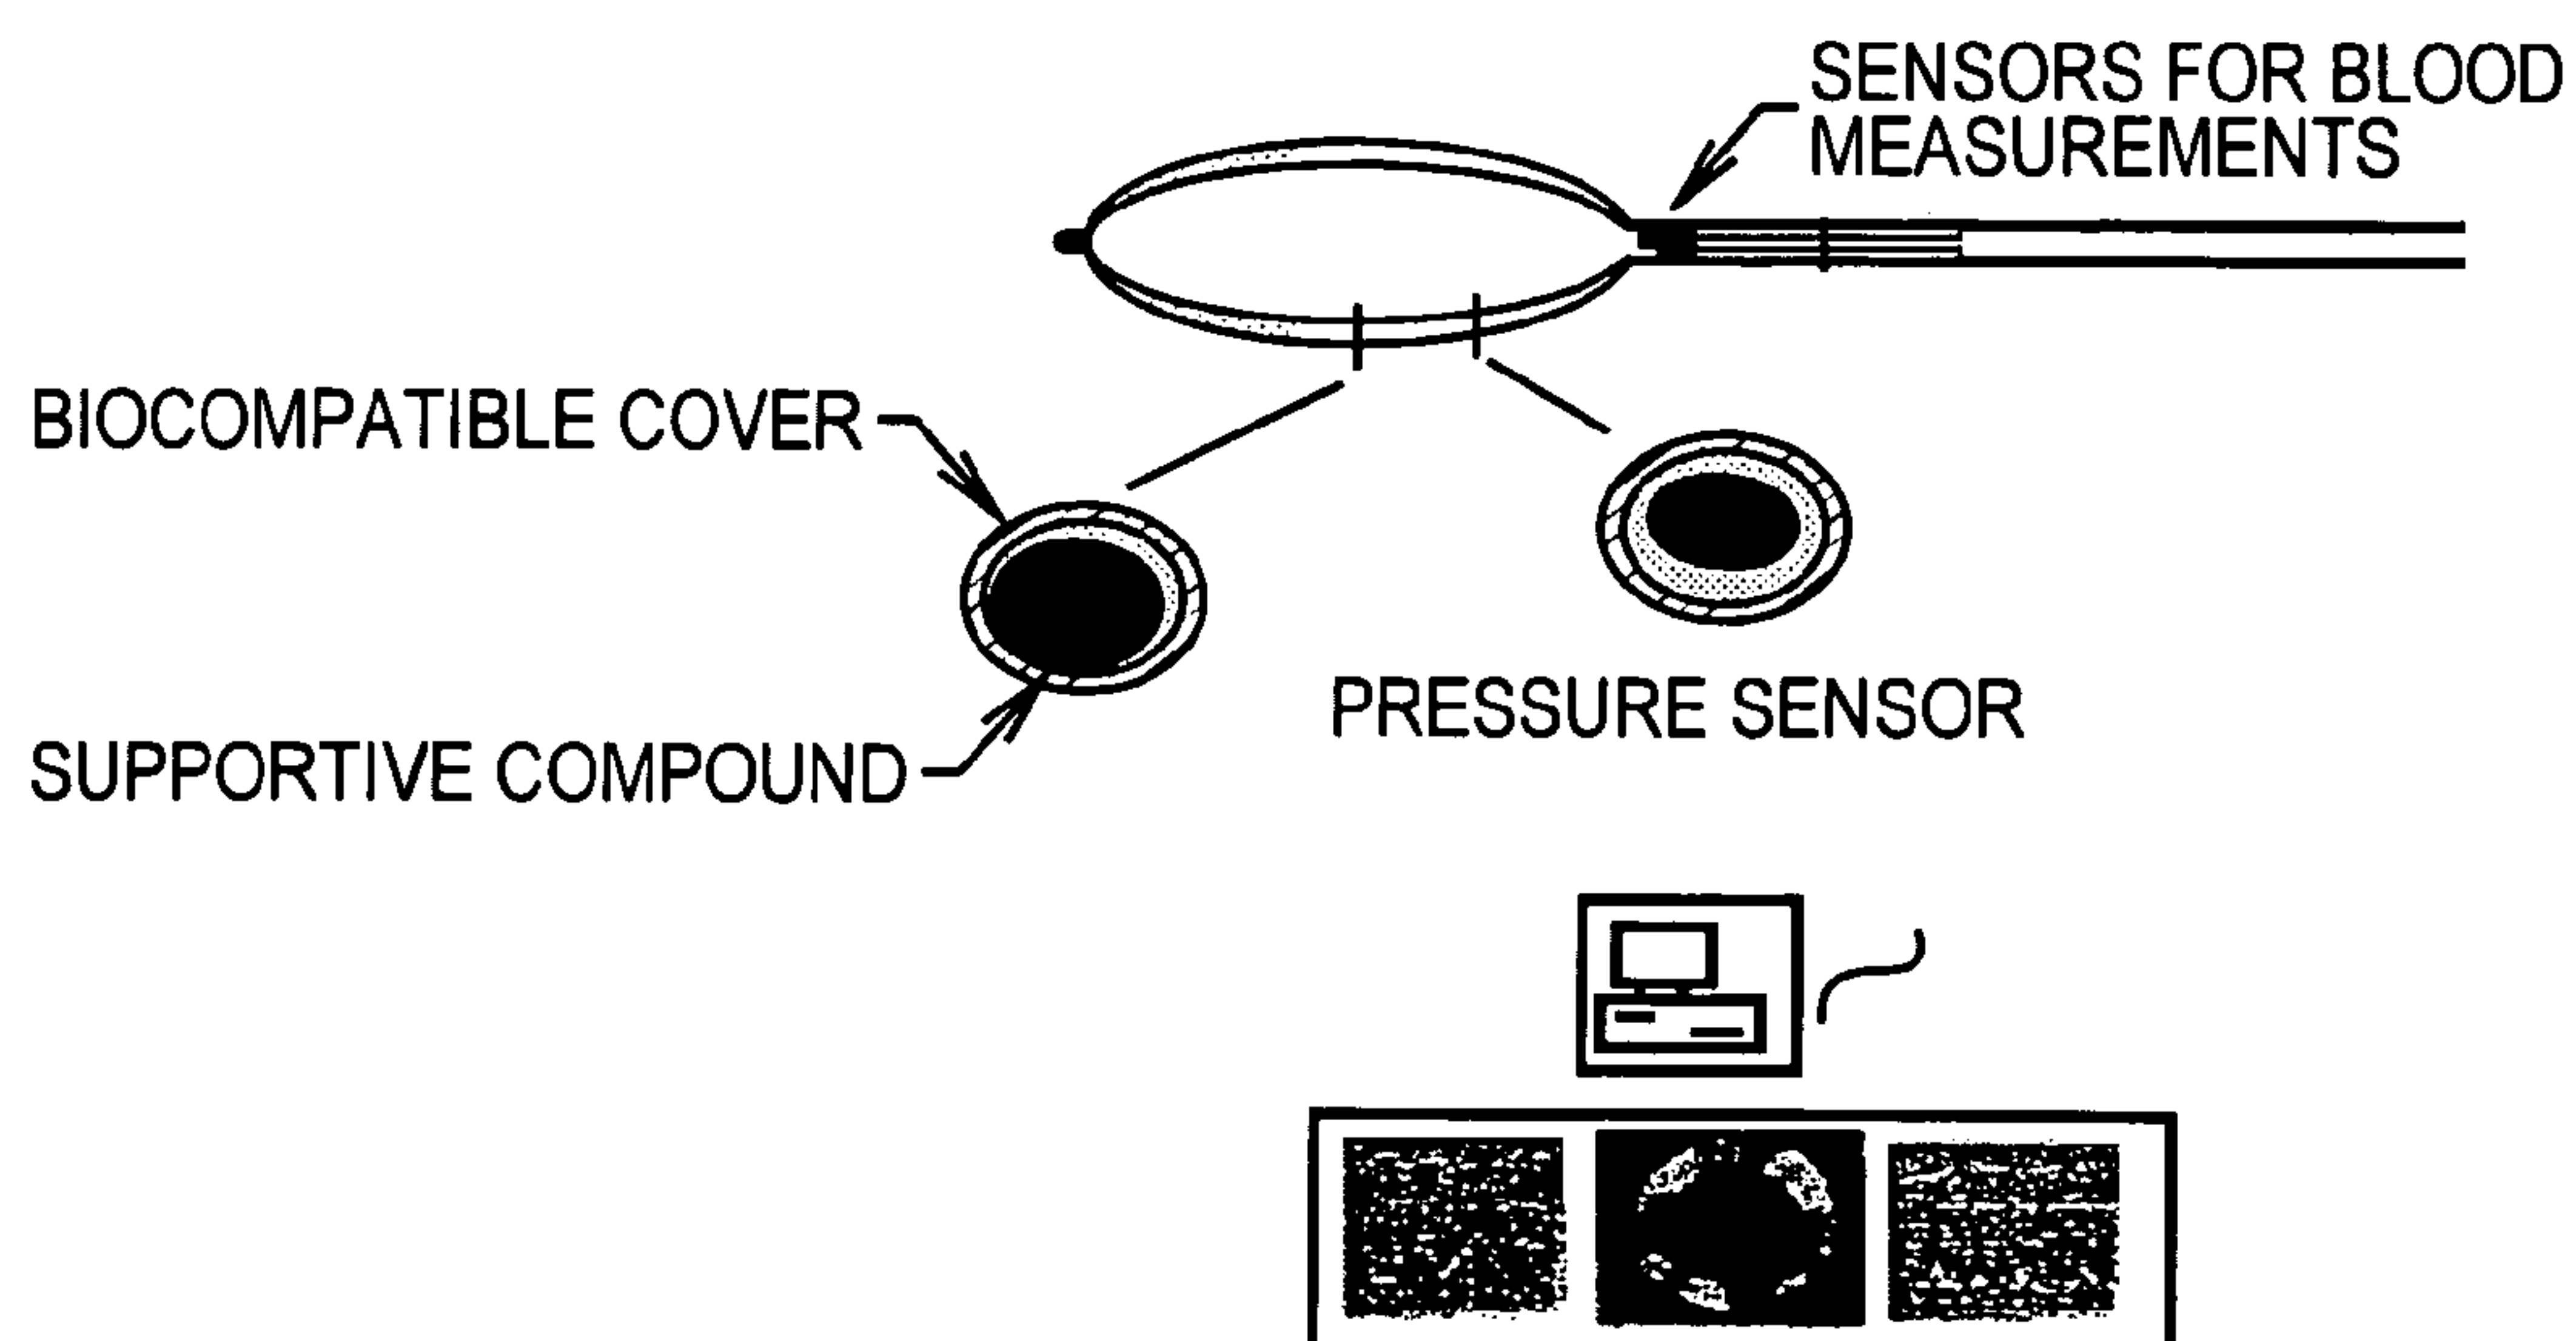 SENSORS FOR BLOOD
MEASUREMENTS
BIOCOMPATIBLE COVER
PRESSURE SENSOR
SUPPORTIVE COMPOUND